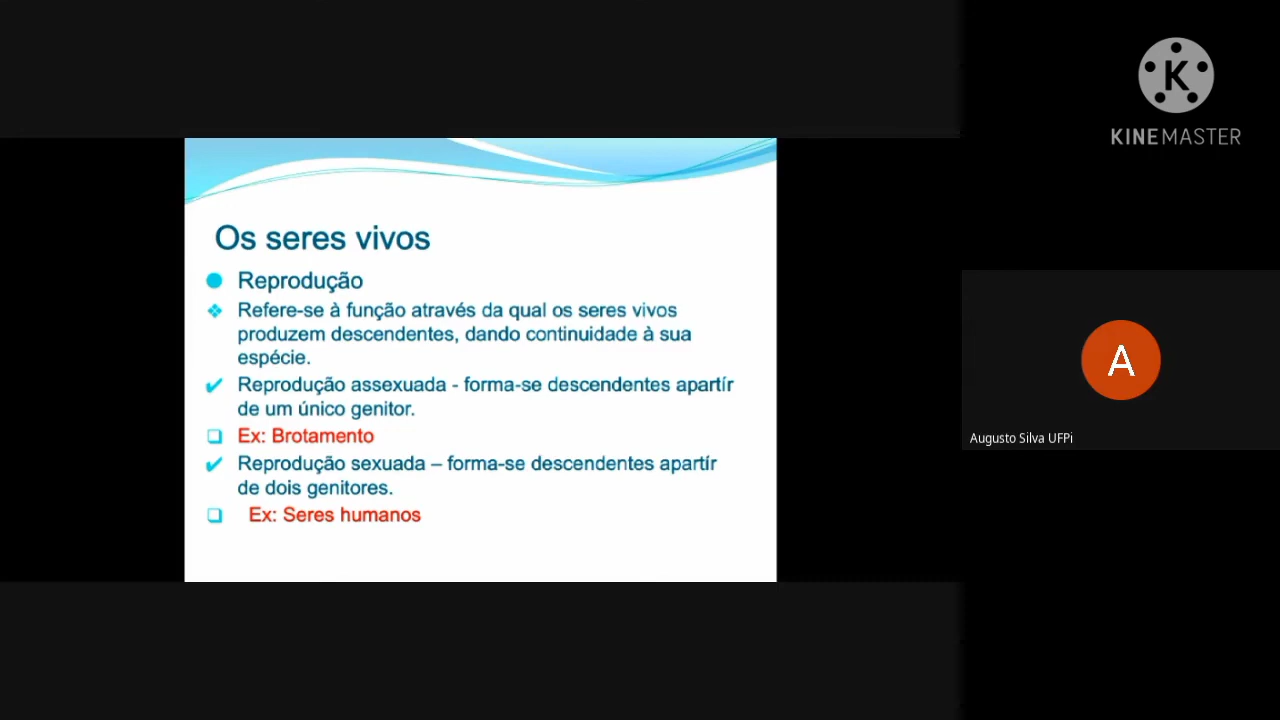 K
KINEMASTER
Os seres vivos
Reprodução
Refere-se à função através da qual os seres vivos
produzem descendentes, dando continuidade à sua
espécie.
Reprodução assexuada - forma-se descendentes apartír
de um único genitor.
Ex: Brotamento
Reprodução sexuada – forma-se descendentes apartír
de dois genitores.
Ex: Seres humanos
A
Augusto Silva UFPi